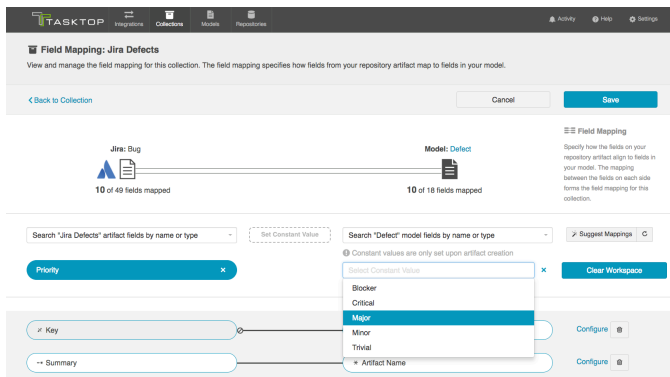 TASKTOP
Integrations
Collections
Models
Repositories
Activity
Help
Settings
Field Mapping: Jira Defects
View and manage the field mapping for this collection. The field mapping specifies how fields from your repository artifact map to fields in your model.
Back to Collection
Cancel
Save
Jira: Bug
Model: Defect
10 of 49 fields mapped
10 of 18 fields mapped
Field Mapping
Specify how the fields on your
repository artifact align to fields in
your model. The mapping
between the fields on each side
forms the field mapping for this
collection.
Search "Jira Defects" artifact fields by name or type
Set Constant Value
Search "Defect" model fields by name or type
Suggest Mappings
Constant values are only set upon artifact creation
Priority
Select Constant Value
Clear Workspace
Blocker
Critical
Major
Minor
Trivial
Key
Configure
Summary
Artifact Name
Configure